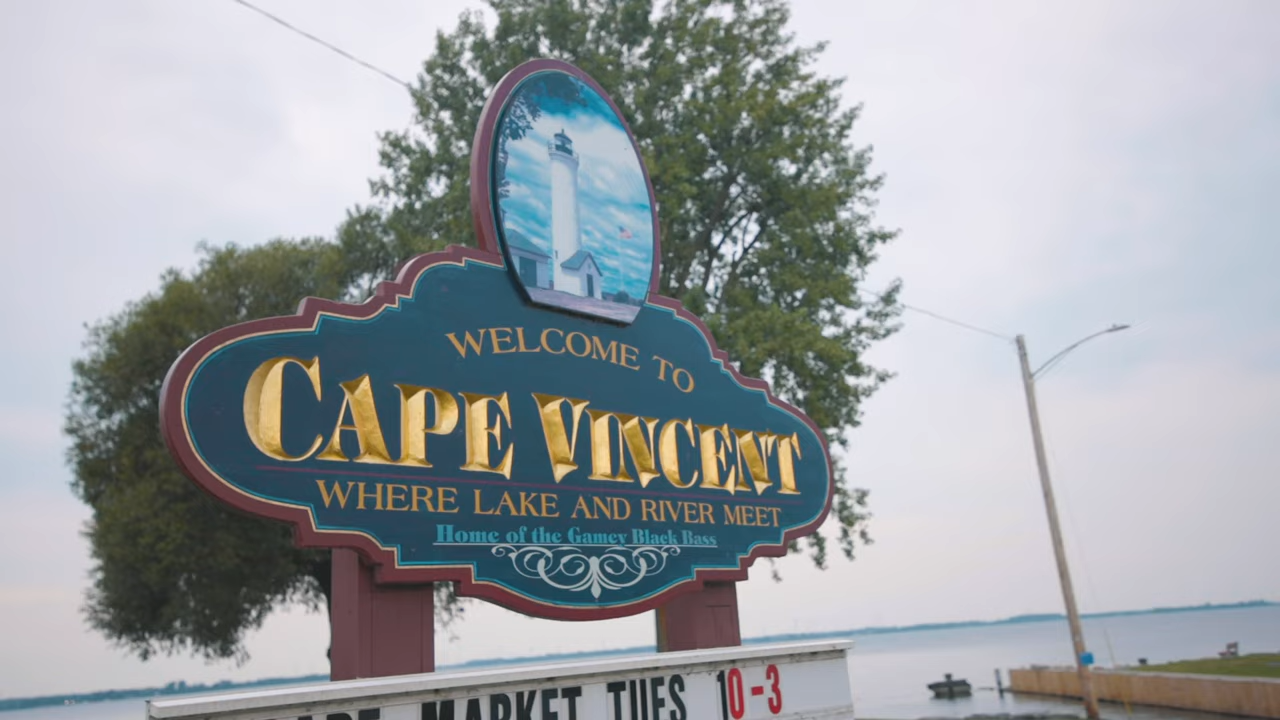 WELCOME TO
CAPE VINCENT
WHERE LAKE AND RIVER MEET
Home of the Gamey Black Bass
MARKET TUES 10-3